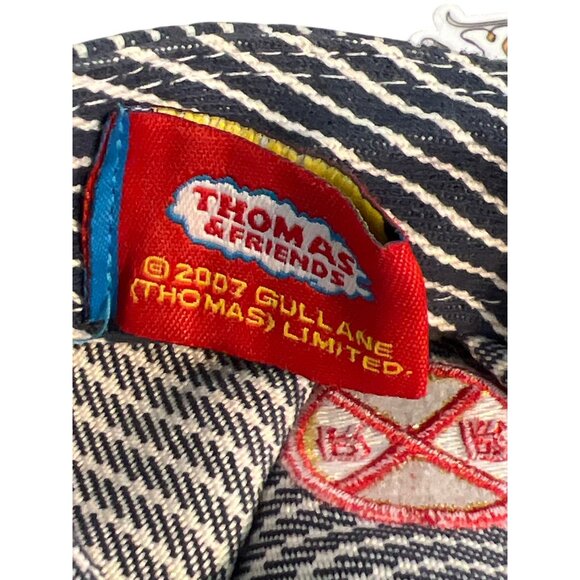 THOMAS
& FRIENDS
© 2007 GULLANE
(THOMAS) LIMITED.